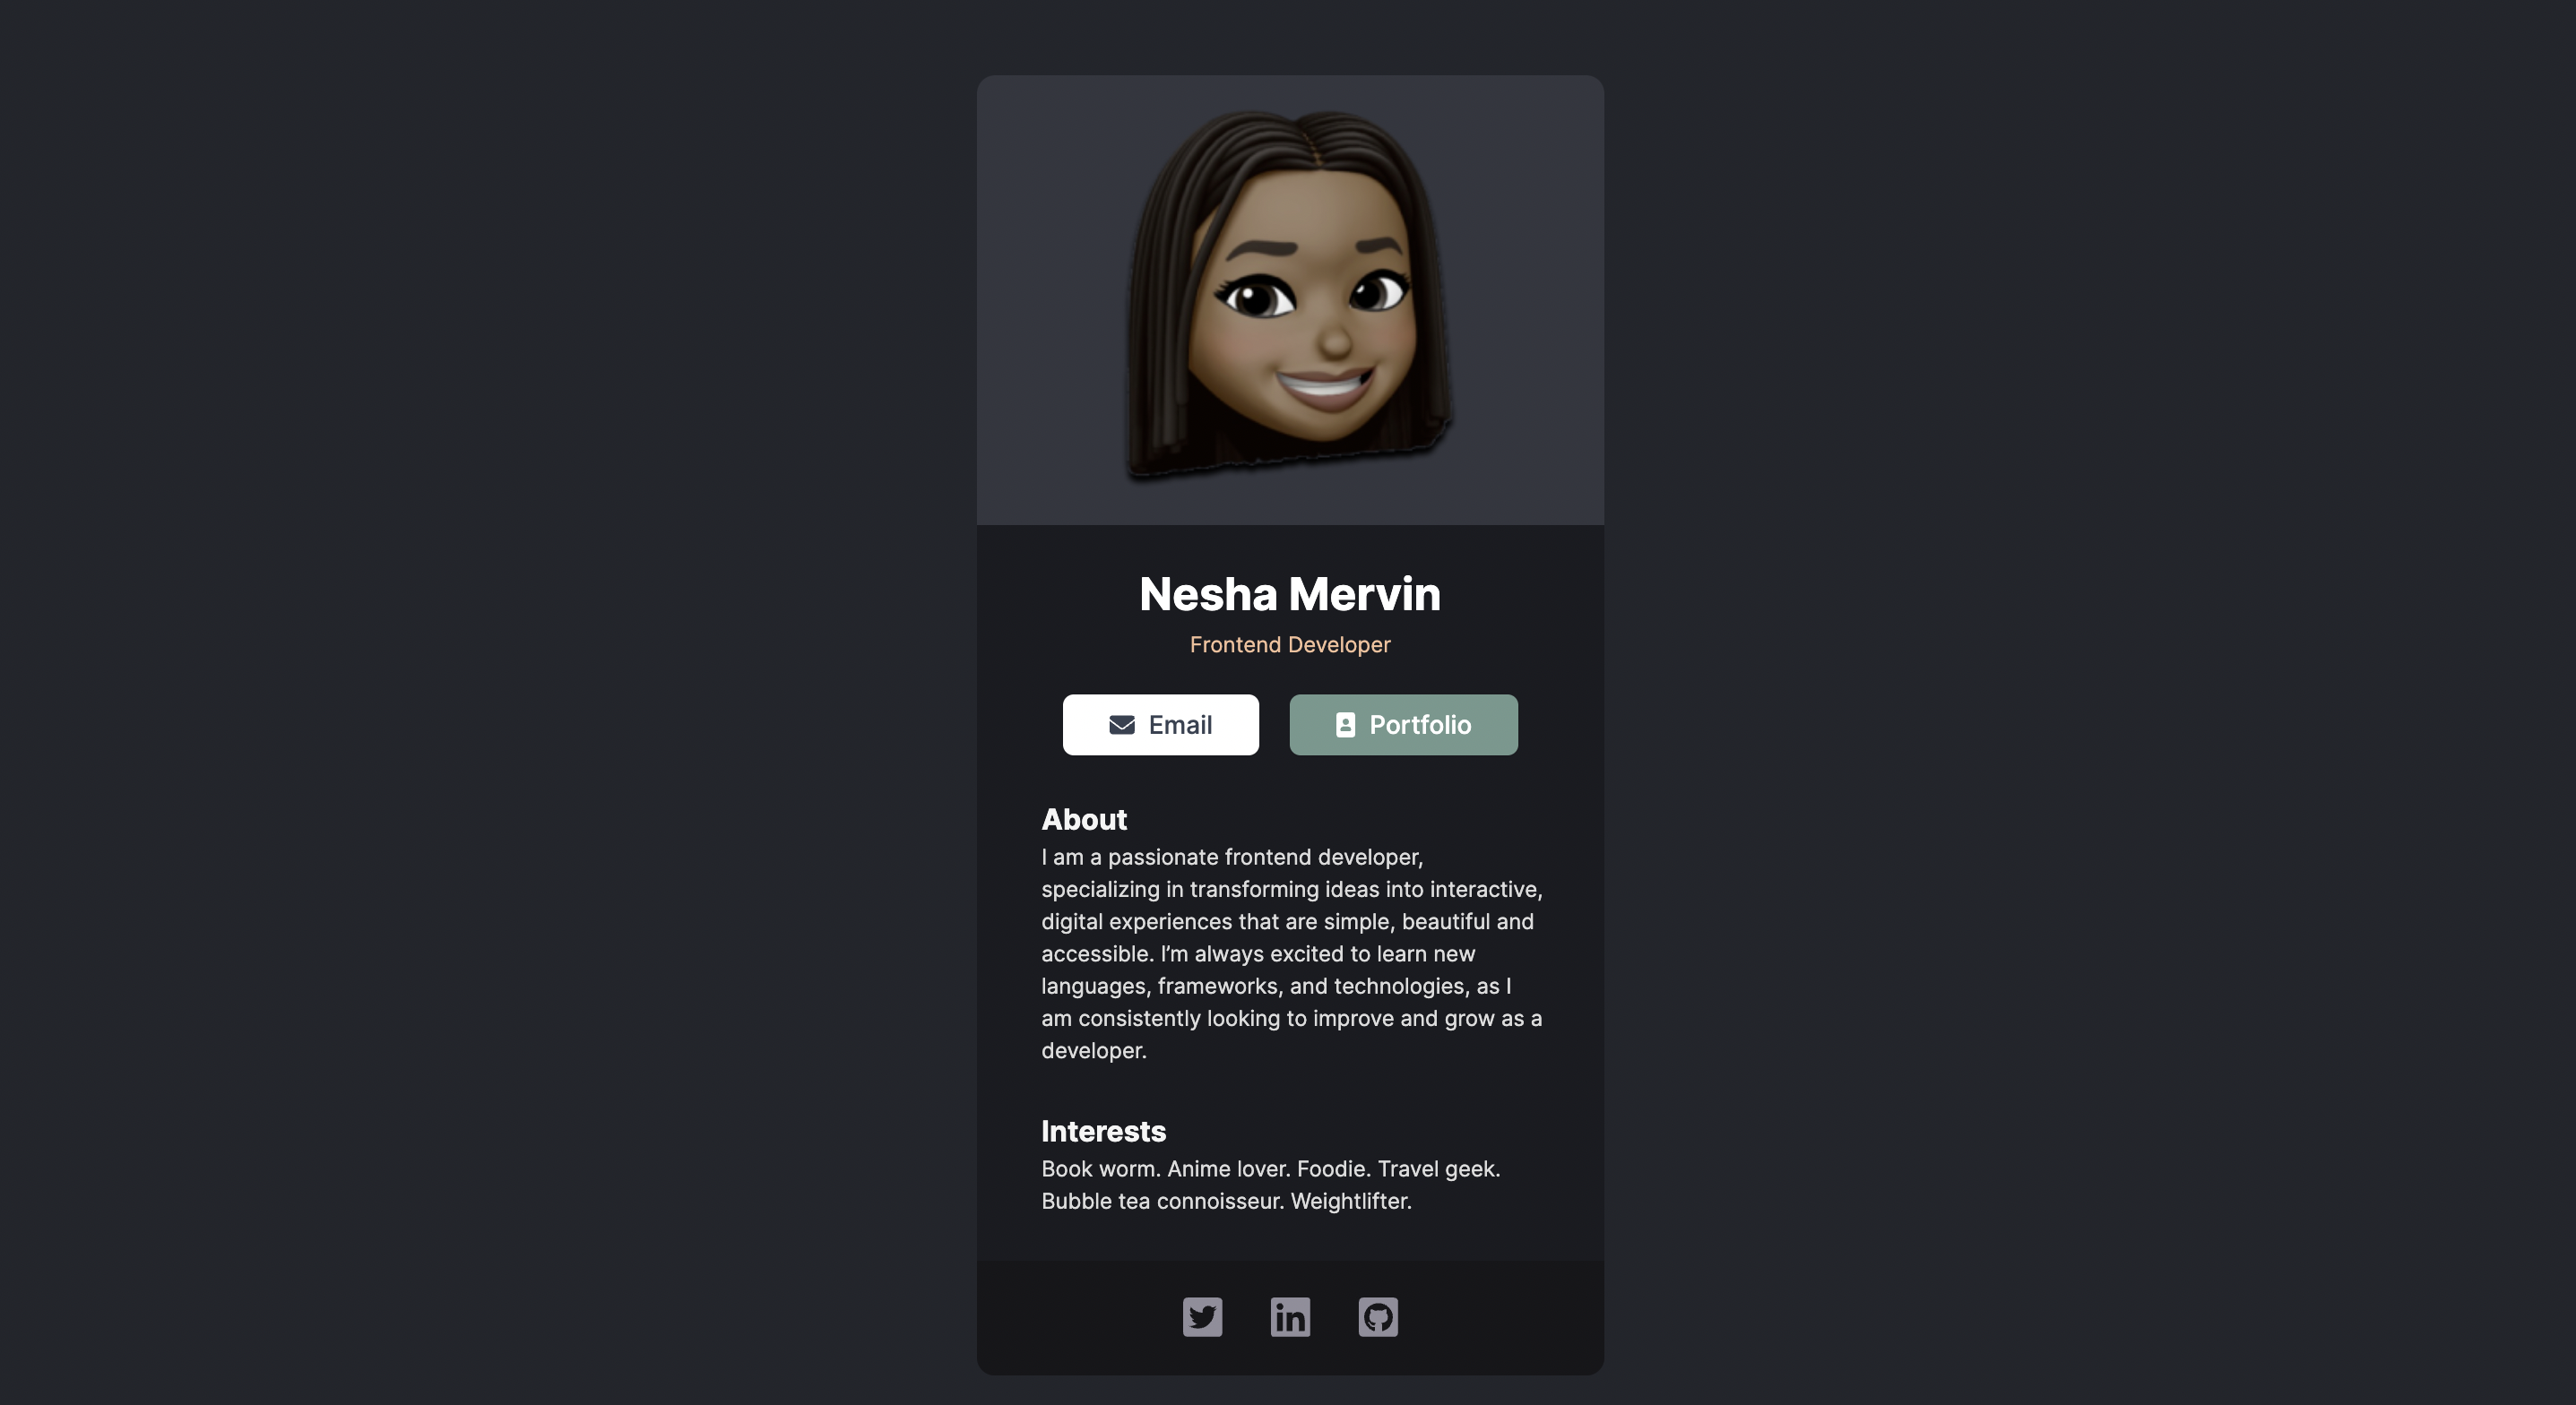 Nesha Mervin
Frontend Developer
Email
Portfolio
About
I am a passionate frontend developer,
specializing in transforming ideas into interactive,
digital experiences that are simple, beautiful and
accessible. I’m always excited to learn new
languages, frameworks, and technologies, as I
am consistently looking to improve and grow as a
developer.
Interests
Book worm. Anime lover. Foodie. Travel geek.
Bubble tea connoisseur. Weightlifter.
in